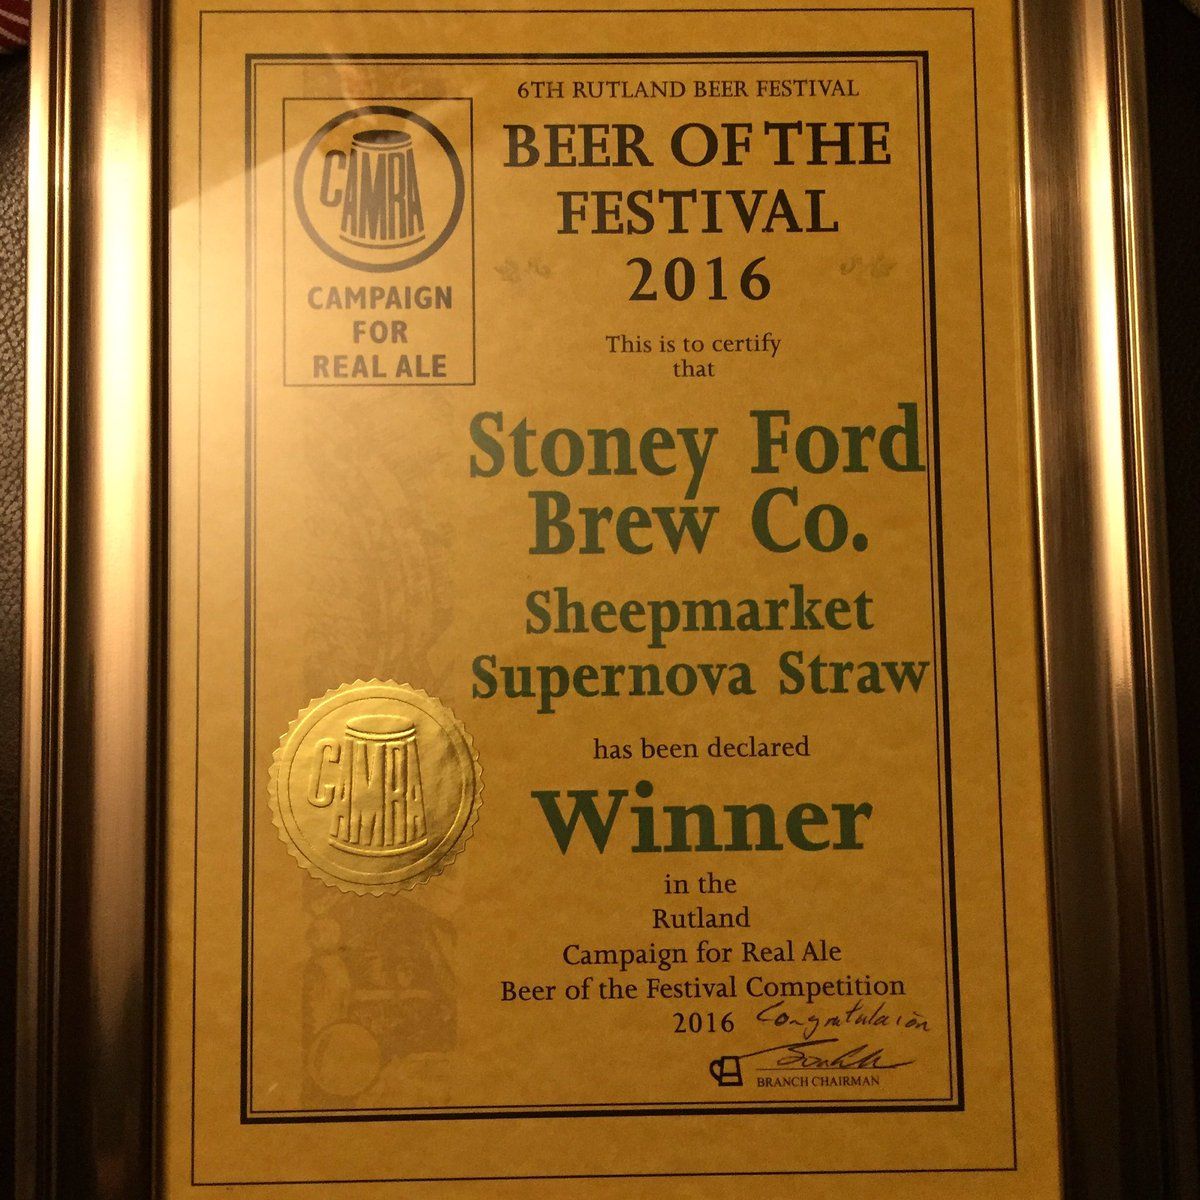 6TH RUTLAND BEER FESTIVAL
BEER OF THE
FESTIVAL
2016
CAMRA
CAMPAIGN
FOR
REAL ALE
This is to certify
that
Stoney Ford
Brew Co.
Sheepmarket
Supernova Straw
has been declared
Winner
CAMRA
in the
Rutland
Campaign for Real Ale
Beer of the Festival Competition
2016 Congratulaion
BRANCH CHAIRMAN